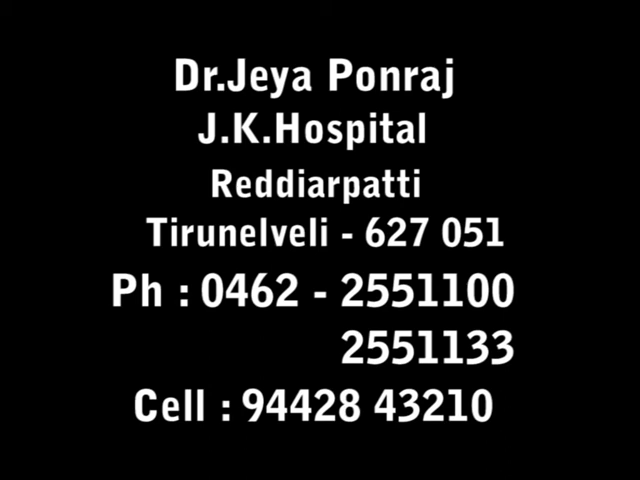 Dr.Jeya Ponraj
J.K.Hospital
Reddiarpatti
Tirunelveli - 627 051
Ph : 0462 - 2551100
2551133
Cell : 94428 43210